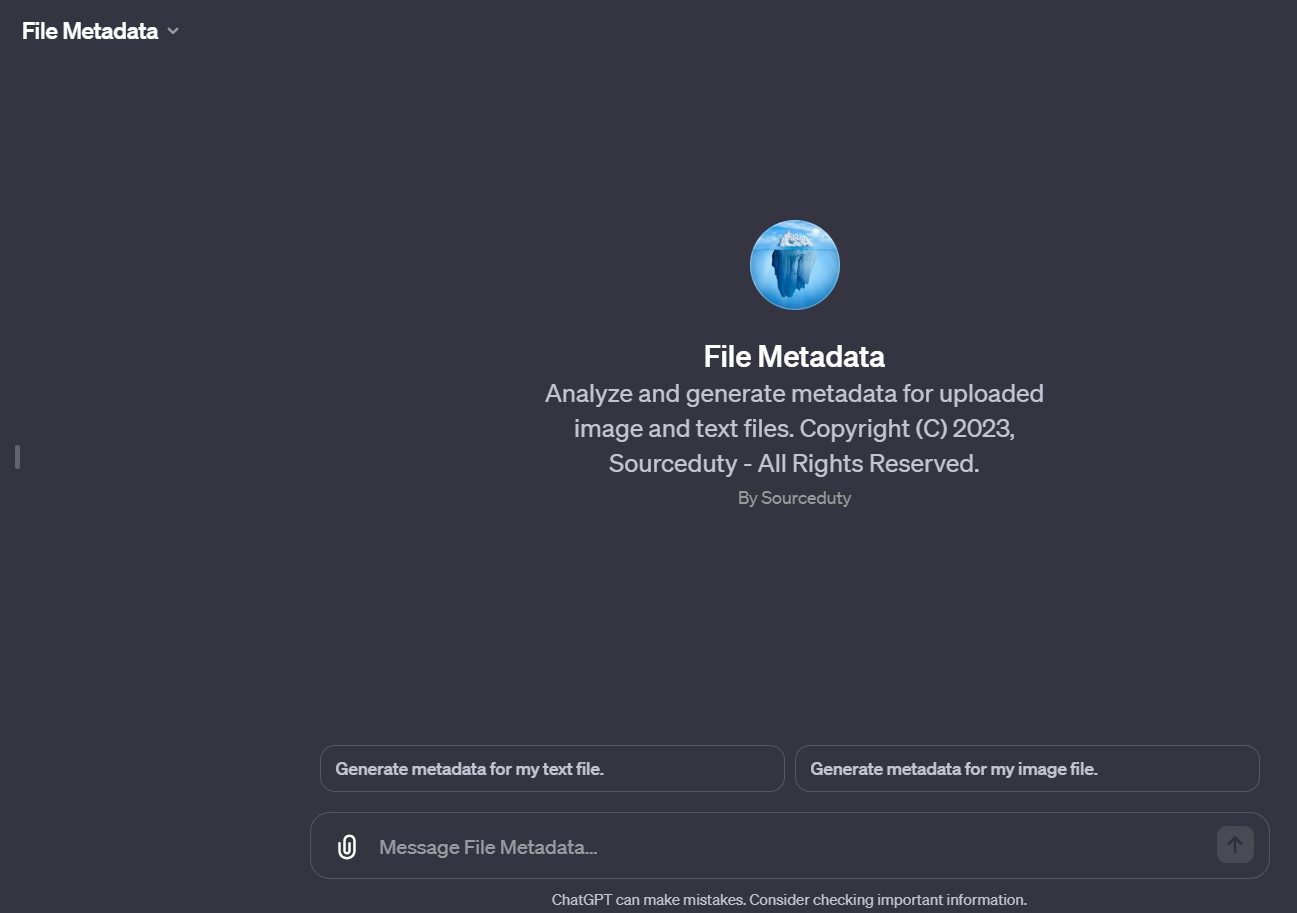 File Metadata
File Metadata
Analyze and generate metadata for uploaded
image and text files. Copyright (C) 2023,
Sourceduty - All Rights Reserved.
By Sourceduty
Generate metadata for my text file.
Generate metadata for my image file.
Message File Metadata...
ChatGPT can make mistakes. Consider checking important information.